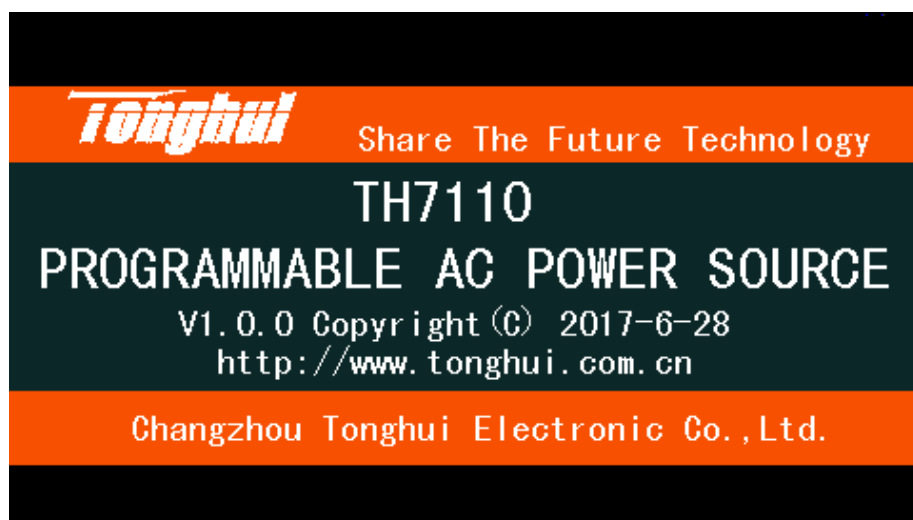 Tonghui
Share The Future Technology
TH7110
PROGRAMMABLE AC POWER SOURCE
V1.0.0 Copyright(C) 2017-6-28
http://www.tonghui.com.cn
Changzhou Tonghui Electronic Co.,Ltd.